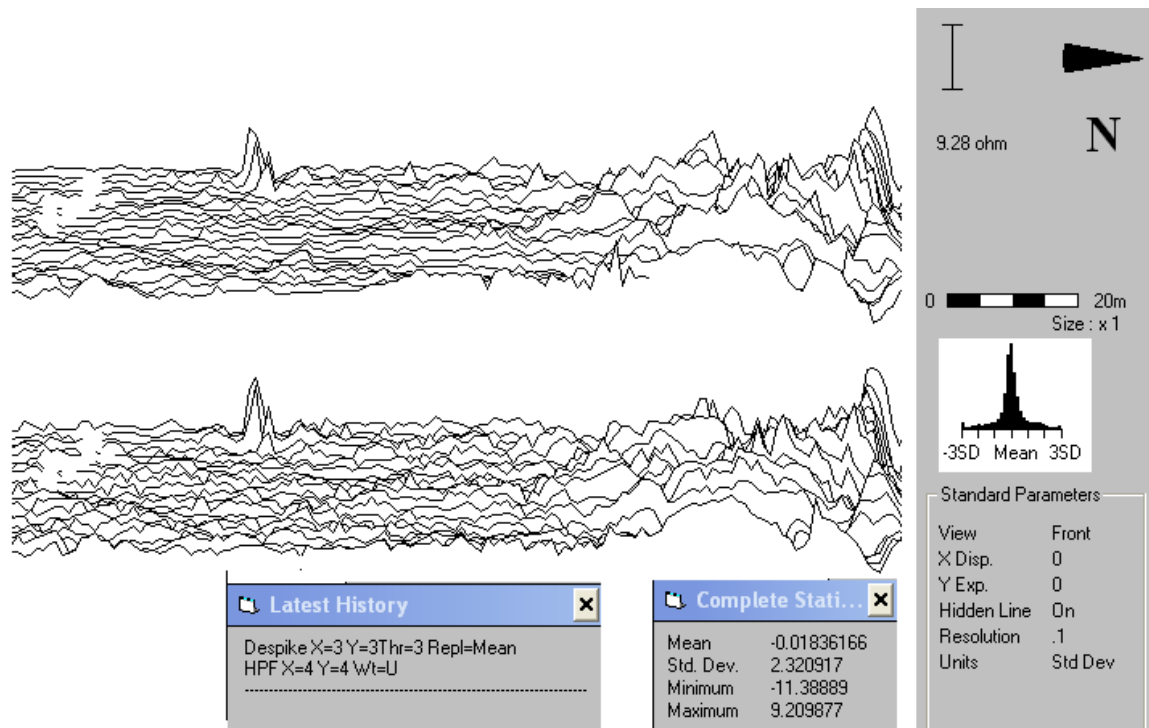 9.28 ohm
N
0 20m
Size : x 1
-3SD Mean 3SD
Standard Parameters
View Front
X Disp. 0
Y Exp. 0
Hidden Line On
Resolution .1
Units Std Dev
Latest History
Despike X=3 Y=3Thr=3 Repl=Mean
HPF X=4 Y=4 Wt=U
Complete Stati...
Mean -0.01836166
Std. Dev. 2.320917
Minimum -11.38889
Maximum 9.209877